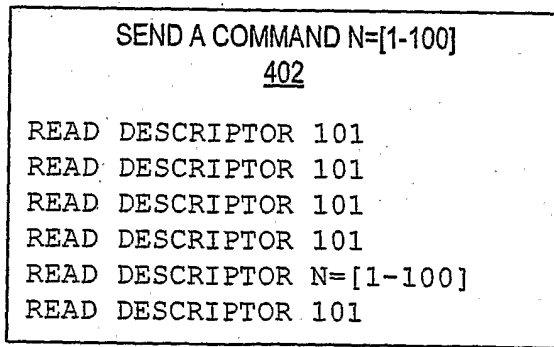 SEND A COMMAND N=[1-100]
402
READ DESCRIPTOR 101
READ DESCRIPTOR 101
READ DESCRIPTOR 101
READ DESCRIPTOR 101
READ DESCRIPTOR N=[1-100]
READ DESCRIPTOR 101